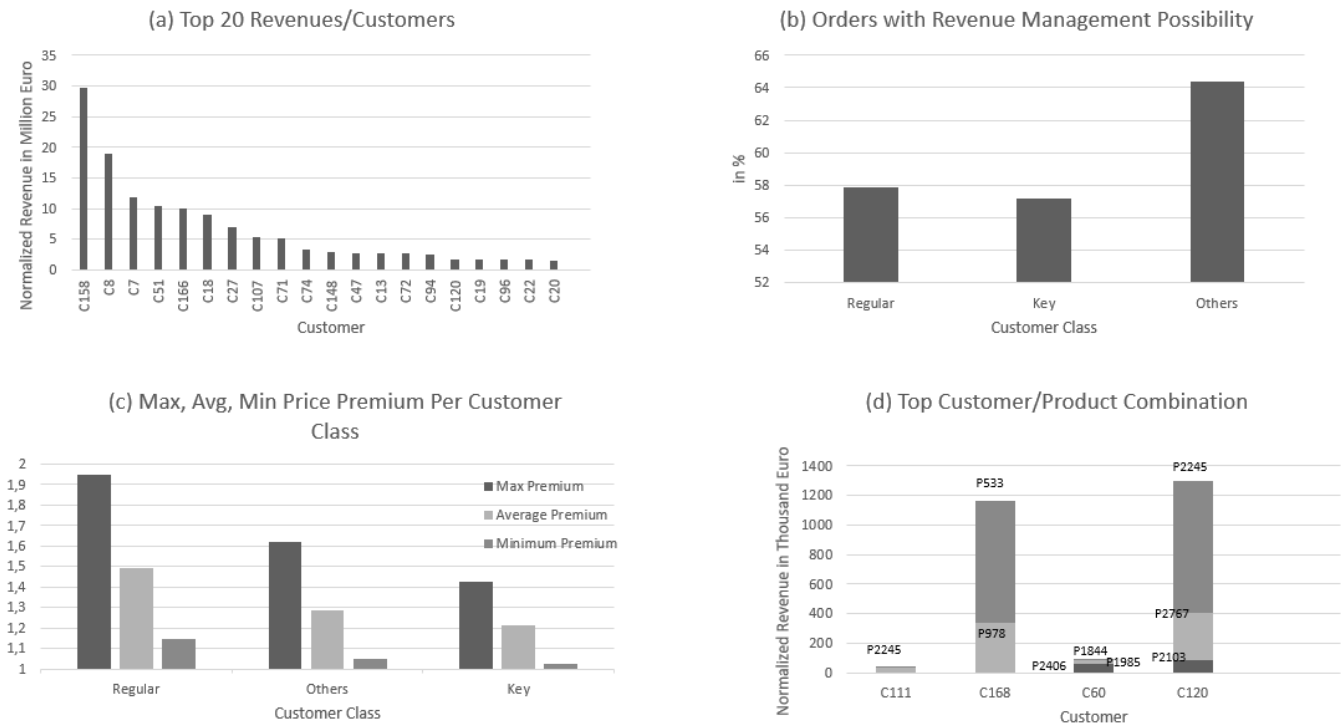 (a) Top 20 Revenues/Customers
Normalized Revenue in Million Euro
35
30
25
20
15
10
5
0
C158
C8
C7
C51
C166
C18
C27
C107
C71
C74
C148
C47
C13
C72
C94
C120
C19
C96
C22
C20
Customer
(b) Orders with Revenue Management Possibility
in %
66
64
62
60
58
56
54
52
Regular
Key
Others
Customer Class
(c) Max, Avg, Min Price Premium Per Customer
Class
2
1,9
1,8
1,7
1,6
1,5
1,4
1,3
1,2
1,1
1
Max Premium
Average Premium
Minimum Premium
Regular
Others
Key
Customer Class
(d) Top Customer/Product Combination
Normalized Revenue in Thousand Euro
1400
1200
1000
800
600
400
200
0
P2245
P533
P978
P2406
P1844
P1985
P2245
P2767
P2103
C111
C168
C60
C120
Customer